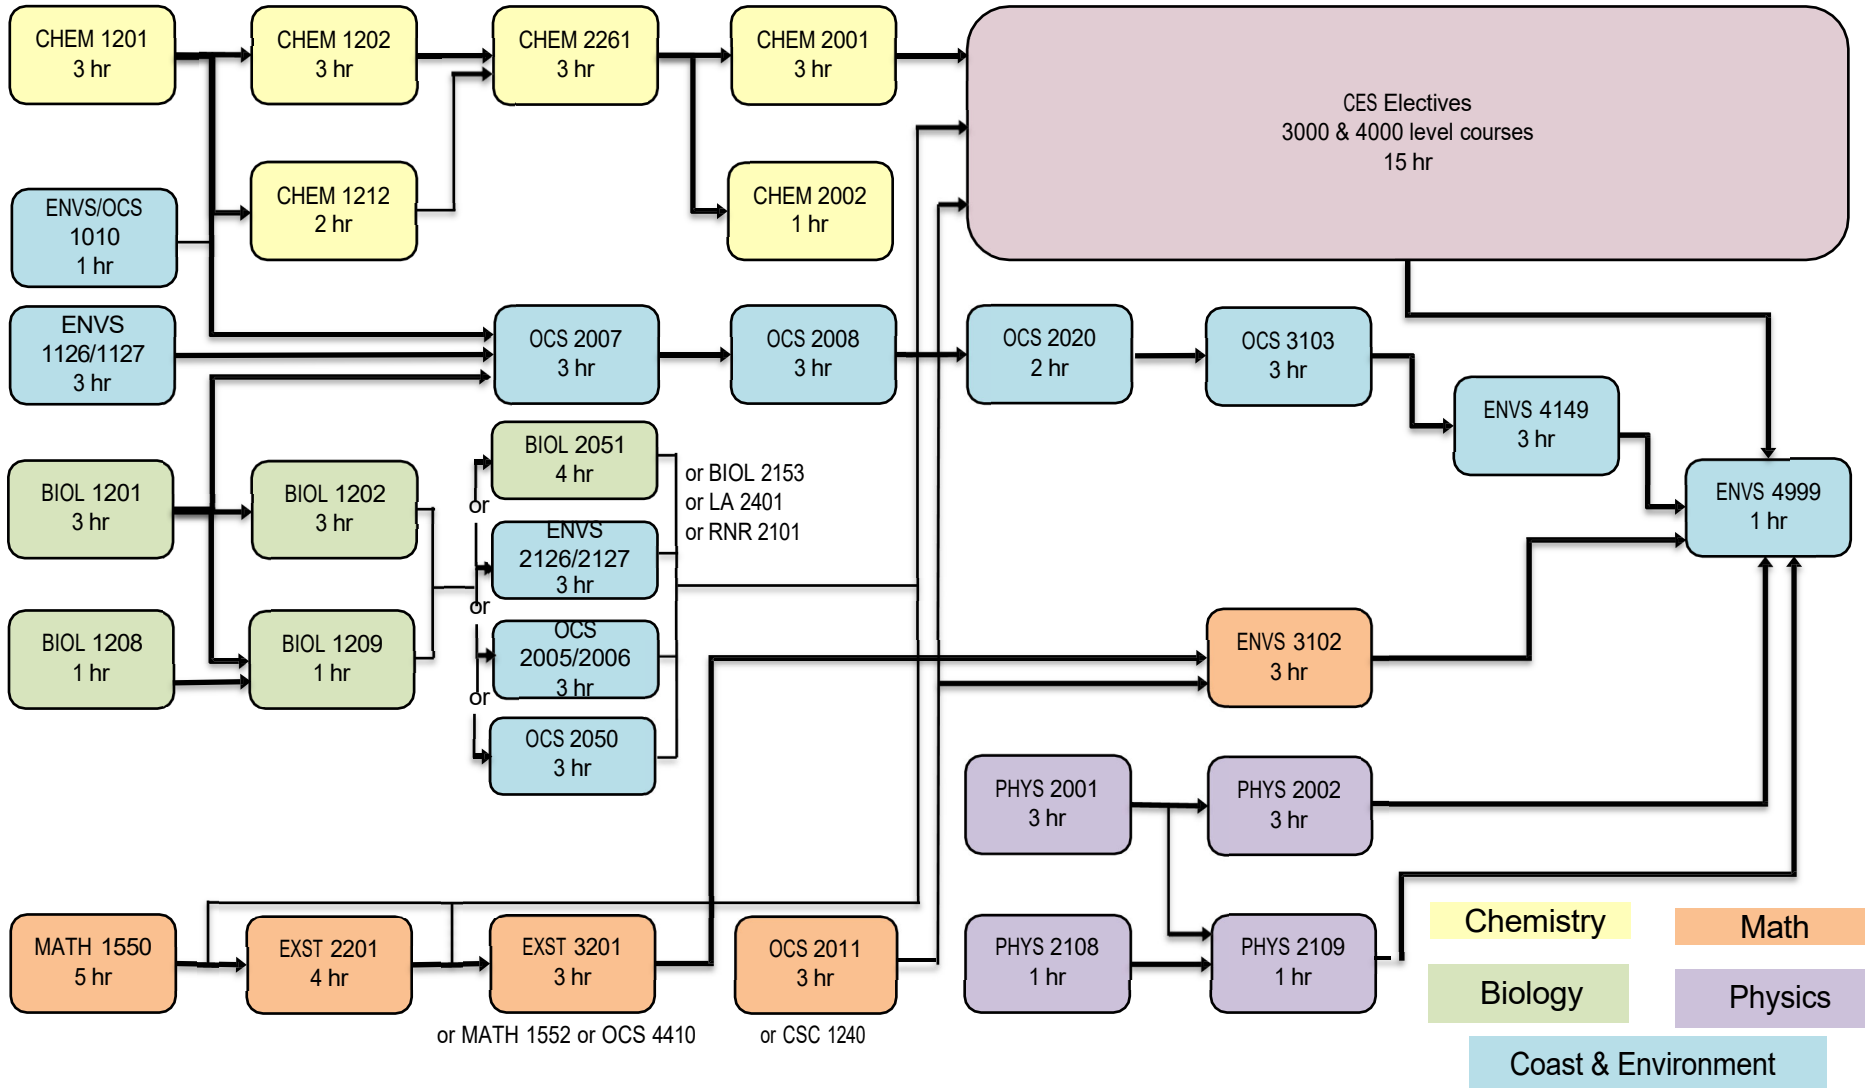 CHEM 1201
3 hr
CHEM 1202
3 hr
CHEM 2261
3 hr
CHEM 2001
3 hr
CES Electives
3000 & 4000 level courses
15 hr
CHEM 1212
2 hr
CHEM 2002
1 hr
ENVS/OCS
1010
1 hr
ENVS
1126/1127
3 hr
OCS 2007
3 hr
OCS 2008
3 hr
OCS 2020
2 hr
OCS 3103
3 hr
ENVS 4149
3 hr
ENVS 4999
1 hr
BIOL 1201
3 hr
BIOL 1202
3 hr
BIOL 2051
4 hr
or BIOL 2153
or LA 2401
or RNR 2101
or
ENVS
2126/2127
3 hr
or
OCS
2005/2006
3 hr
or
OCS 2050
3 hr
BIOL 1208
1 hr
BIOL 1209
1 hr
ENVS 3102
3 hr
PHYS 2001
3 hr
PHYS 2002
3 hr
MATH 1550
5 hr
EXST 2201
4 hr
EXST 3201
3 hr
or MATH 1552 or OCS 4410
OCS 2011
3 hr
or CSC 1240
PHYS 2108
1 hr
PHYS 2109
1 hr
Chemistry
Math
Biology
Physics
Coast & Environment